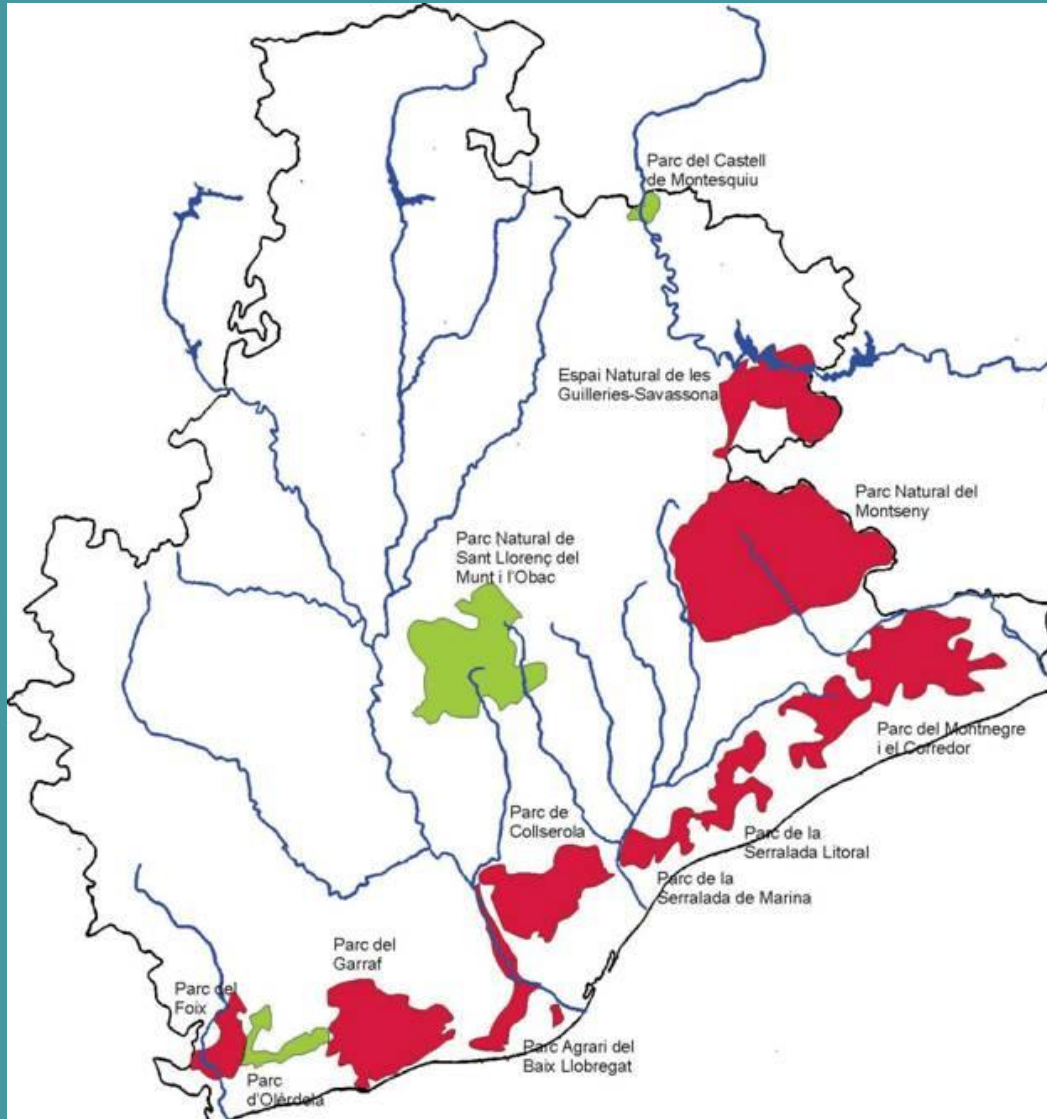 Parc del Castell
de Montesquiu
Espai Natural de les
Guilleries-Savassona
Parc Natural del
Montseny
Parc Natural de
Sant Llorenç del
Munt i l'Obac
Parc del Montnegre
i el Corredor
Parc de
Collserola
Parc de la
Serralada Litoral
Parc de la
Serralada de Marina
Parc del
Garraf
Parc del
Foix
Parc Agrari del
Baix Llobregat
Parc
d'Olèrdola